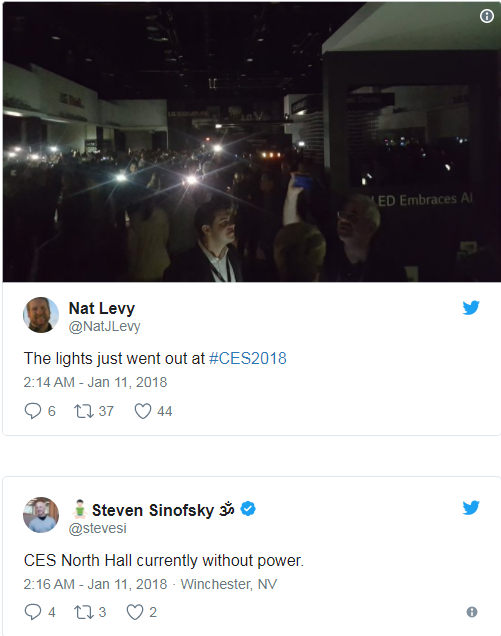 LED Embraces AI
Nat Levy
@NatJLevy
The lights just went out at #CES2018
2:14 AM - Jan 11, 2018
6 37 44
Steven Sinofsky ॐ
@stevesi
CES North Hall currently without power.
2:16 AM - Jan 11, 2018 · Winchester, NV
4 3 2